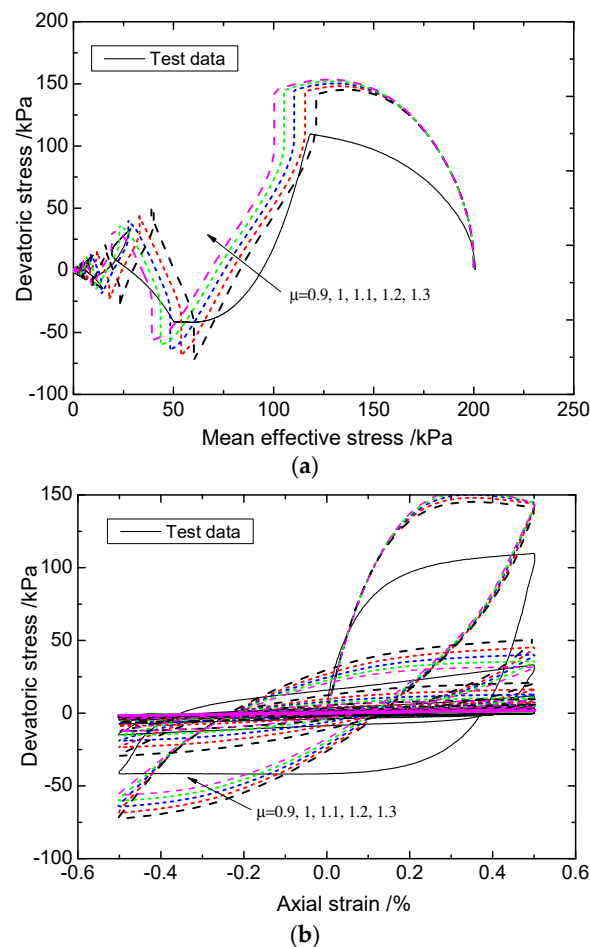 200
150
100
50
0
-50
-100
Devatoric stress /kPa
Test data
μ=0.9, 1, 1.1, 1.2, 1.3
0 50 100 150 200 250
Mean effective stress /kPa
(a)
150
100
50
0
-50
-100
Devatoric stress /kPa
Test data
μ=0.9, 1, 1.1, 1.2, 1.3
-0.6 -0.4 -0.2 0.0 0.2 0.4 0.6
Axial strain /%
(b)